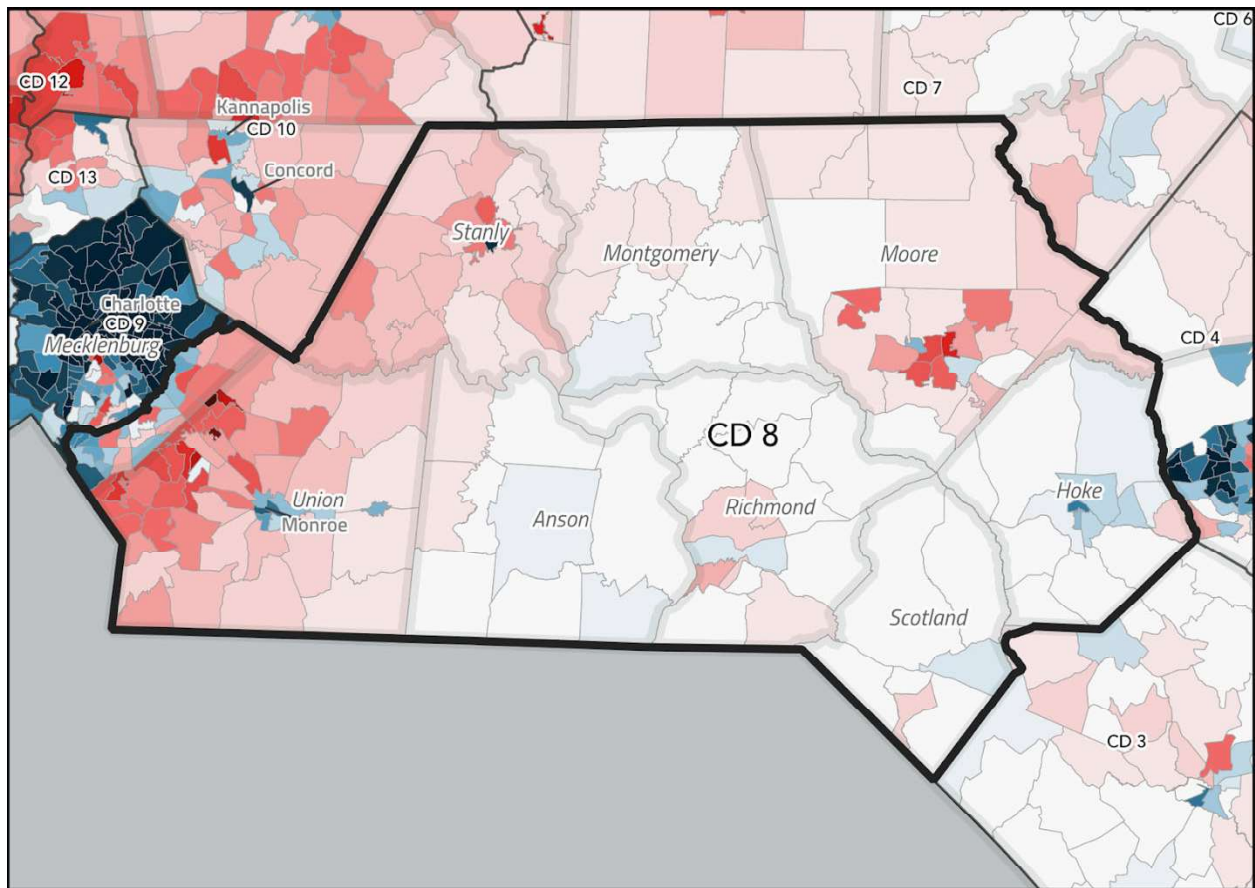 CD 6
CD 12
CD 7
Kannapolis
CD 10
Concord
CD 13
Stanly
Montgomery
Moore
Charlotte
CD 9
Mecklenburg
CD 4
CD 8
Union
Monroe
Anson
Richmond
Hoke
Scotland
CD 3